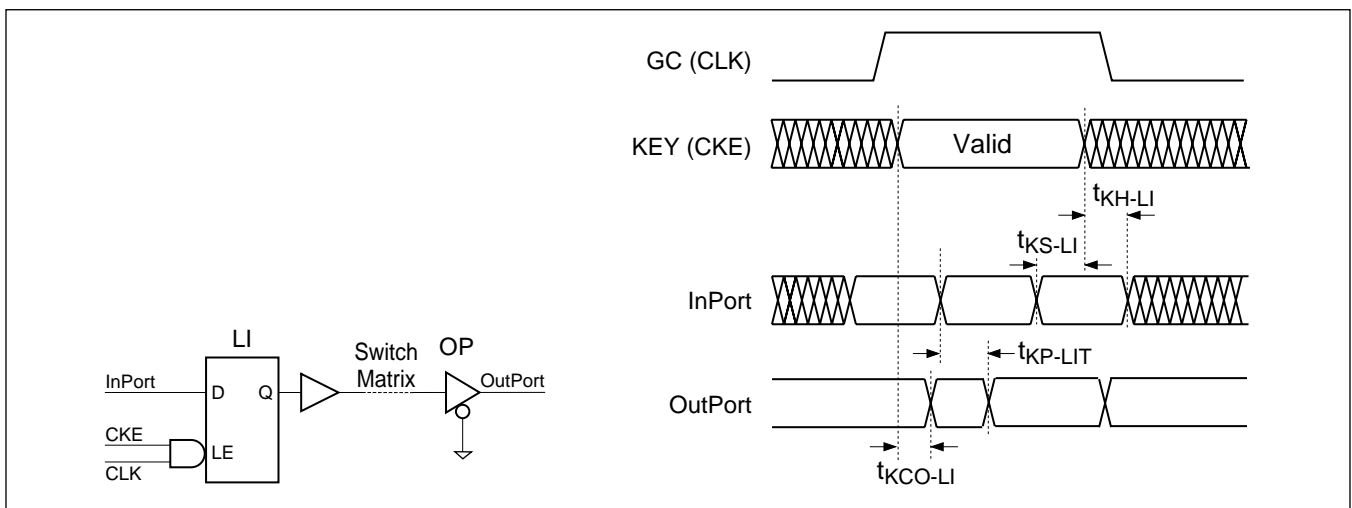 GC (CLK)
KEY (CKE)
Valid
tKH-LI
tKS-LI
InPort
tKP-LIT
OutPort
tKCO-LI
LI
Switch
Matrix
OP
InPort
D
Q
OutPort
CKE
LE
CLK